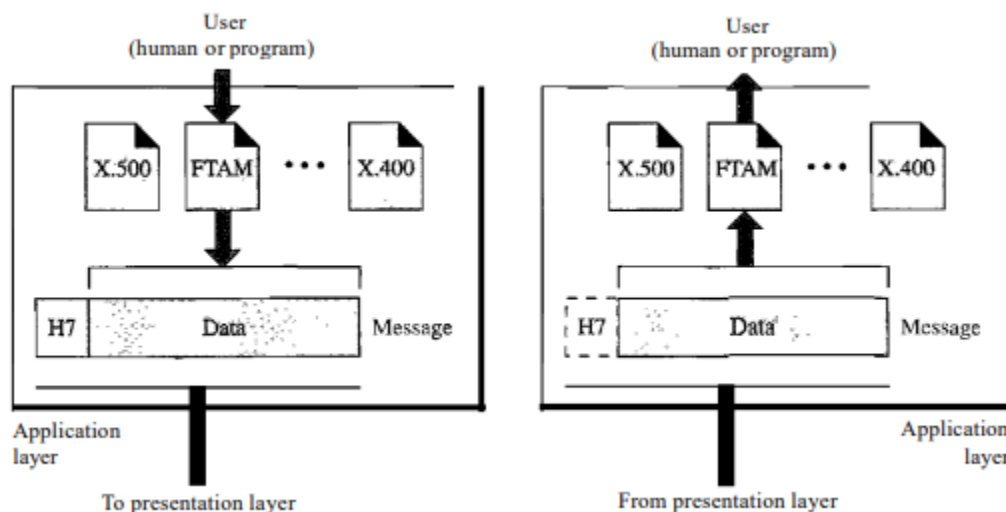 User
(human or program)
X.500
FTAM
X.400
H7
Data
Message
Application
layer
To presentation layer
User
(human or program)
X.500
FTAM
X.400
H7
Data
Message
Application
layer
From presentation layer